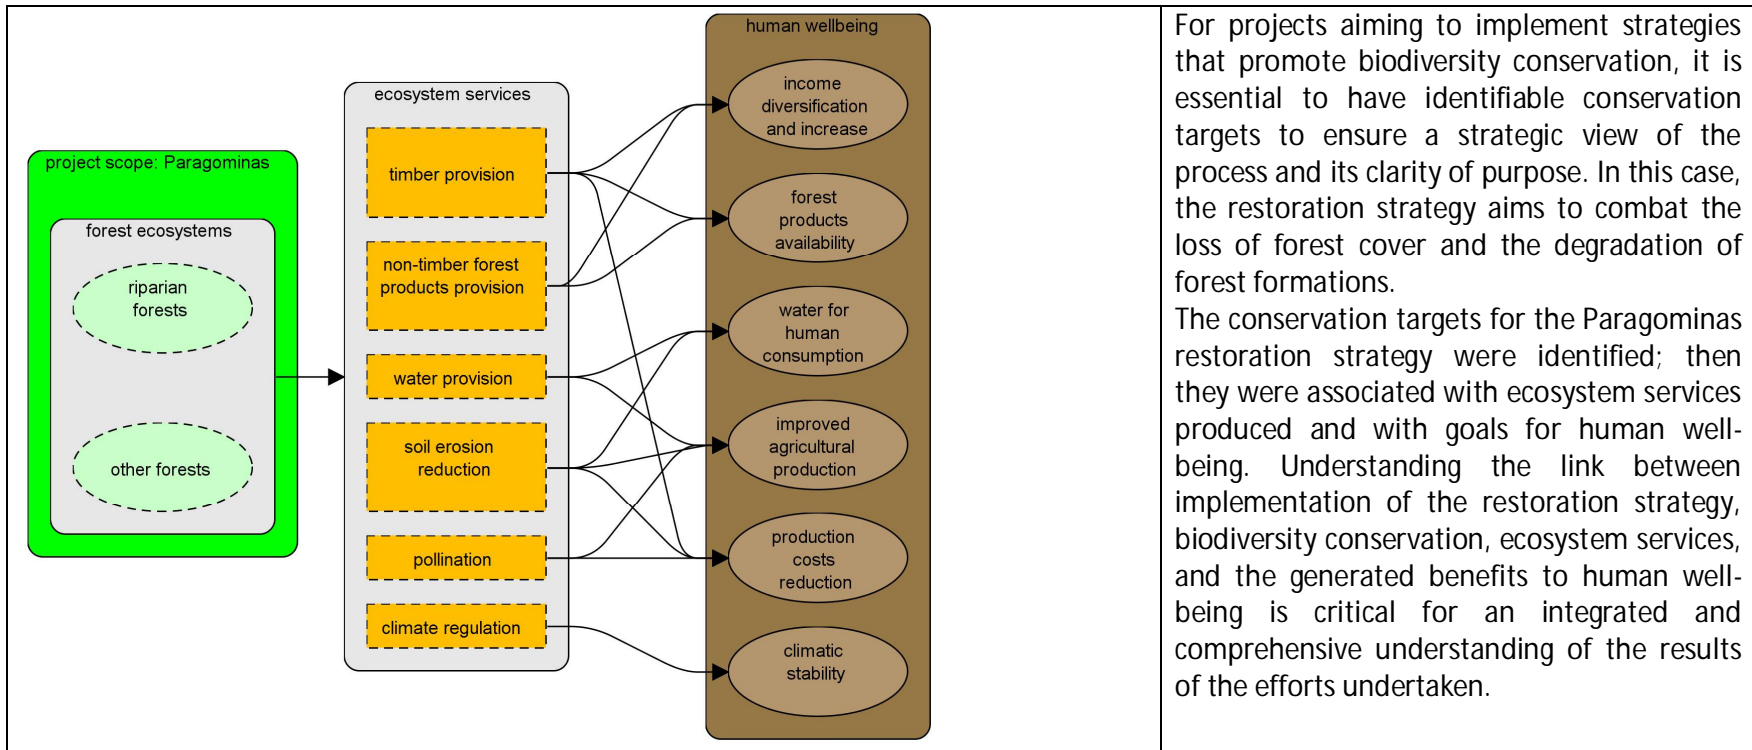 project scope: Paragominas
forest ecosystems
riparian
forests
other forests
ecosystem services
timber provision
non-timber forest
products provision
water provision
soil erosion
reduction
pollination
climate regulation
human wellbeing
income
diversification
and increase
forest
products
availability
water for
human
consumption
improved
agricultural
production
production
costs
reduction
climatic
stability
For projects aiming to implement strategies
that promote biodiversity conservation, it is
essential to have identifiable conservation
targets to ensure a strategic view of the
process and its clarity of purpose. In this case,
the restoration strategy aims to combat the
loss of forest cover and the degradation of
forest formations.
The conservation targets for the Paragominas
restoration strategy were identified; then
they were associated with ecosystem services
produced and with goals for human well-
being. Understanding the link between
implementation of the restoration strategy,
biodiversity conservation, ecosystem services,
and the generated benefits to human well-
being is critical for an integrated and
comprehensive understanding of the results
of the efforts undertaken.